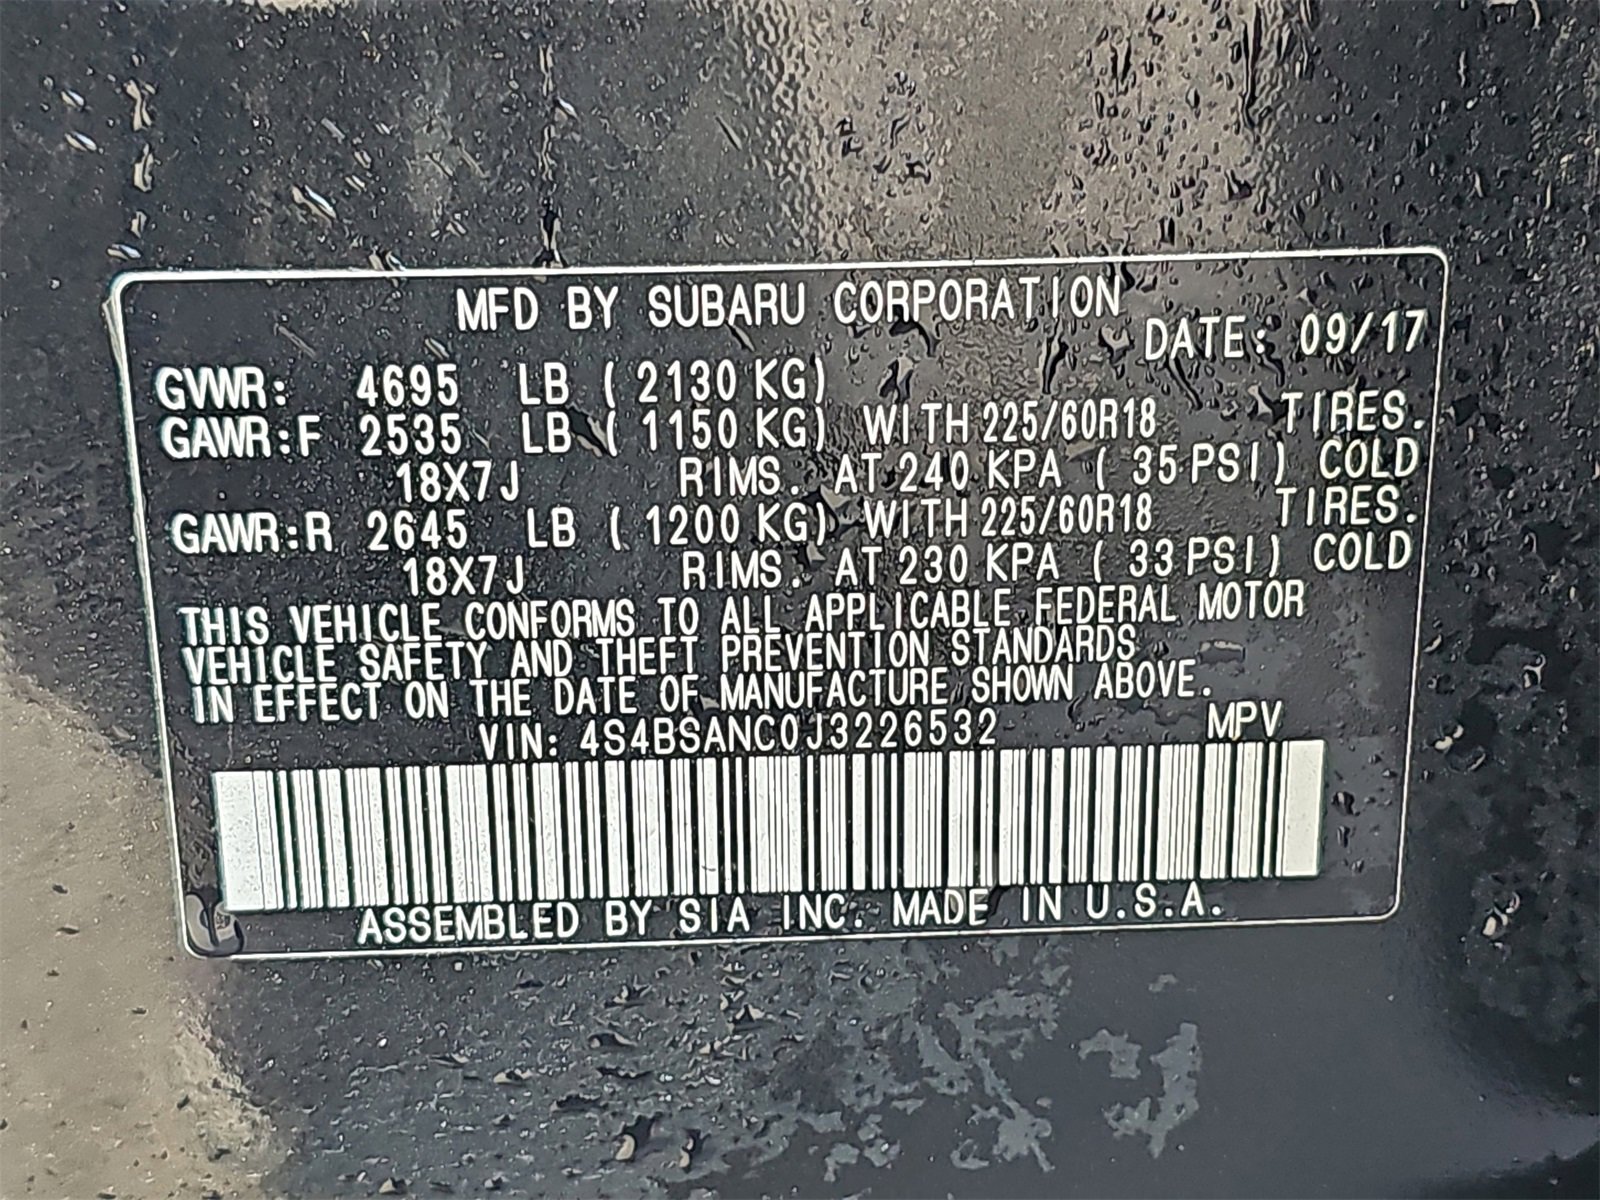 MFD BY SUBARU CORPORATION
DATE: 09/17
GVWR: 4695 LB ( 2130 KG)
GAWR:F 2535 LB ( 1150 KG) WITH 225/60R18 TIRES.
18X7J RIMS. AT 240 KPA ( 35 PSI) COLD
GAWR:R 2645 LB ( 1200 KG) WITH 225/60R18 TIRES.
18X7J RIMS. AT 230 KPA ( 33 PSI) COLD
THIS VEHICLE CONFORMS TO ALL APPLICABLE FEDERAL MOTOR
VEHICLE SAFETY AND THEFT PREVENTION STANDARDS
IN EFFECT ON THE DATE OF MANUFACTURE SHOWN ABOVE.
VIN: 4S4BSANC0J3226532 MPV
ASSEMBLED BY SIA INC. MADE IN U.S.A.